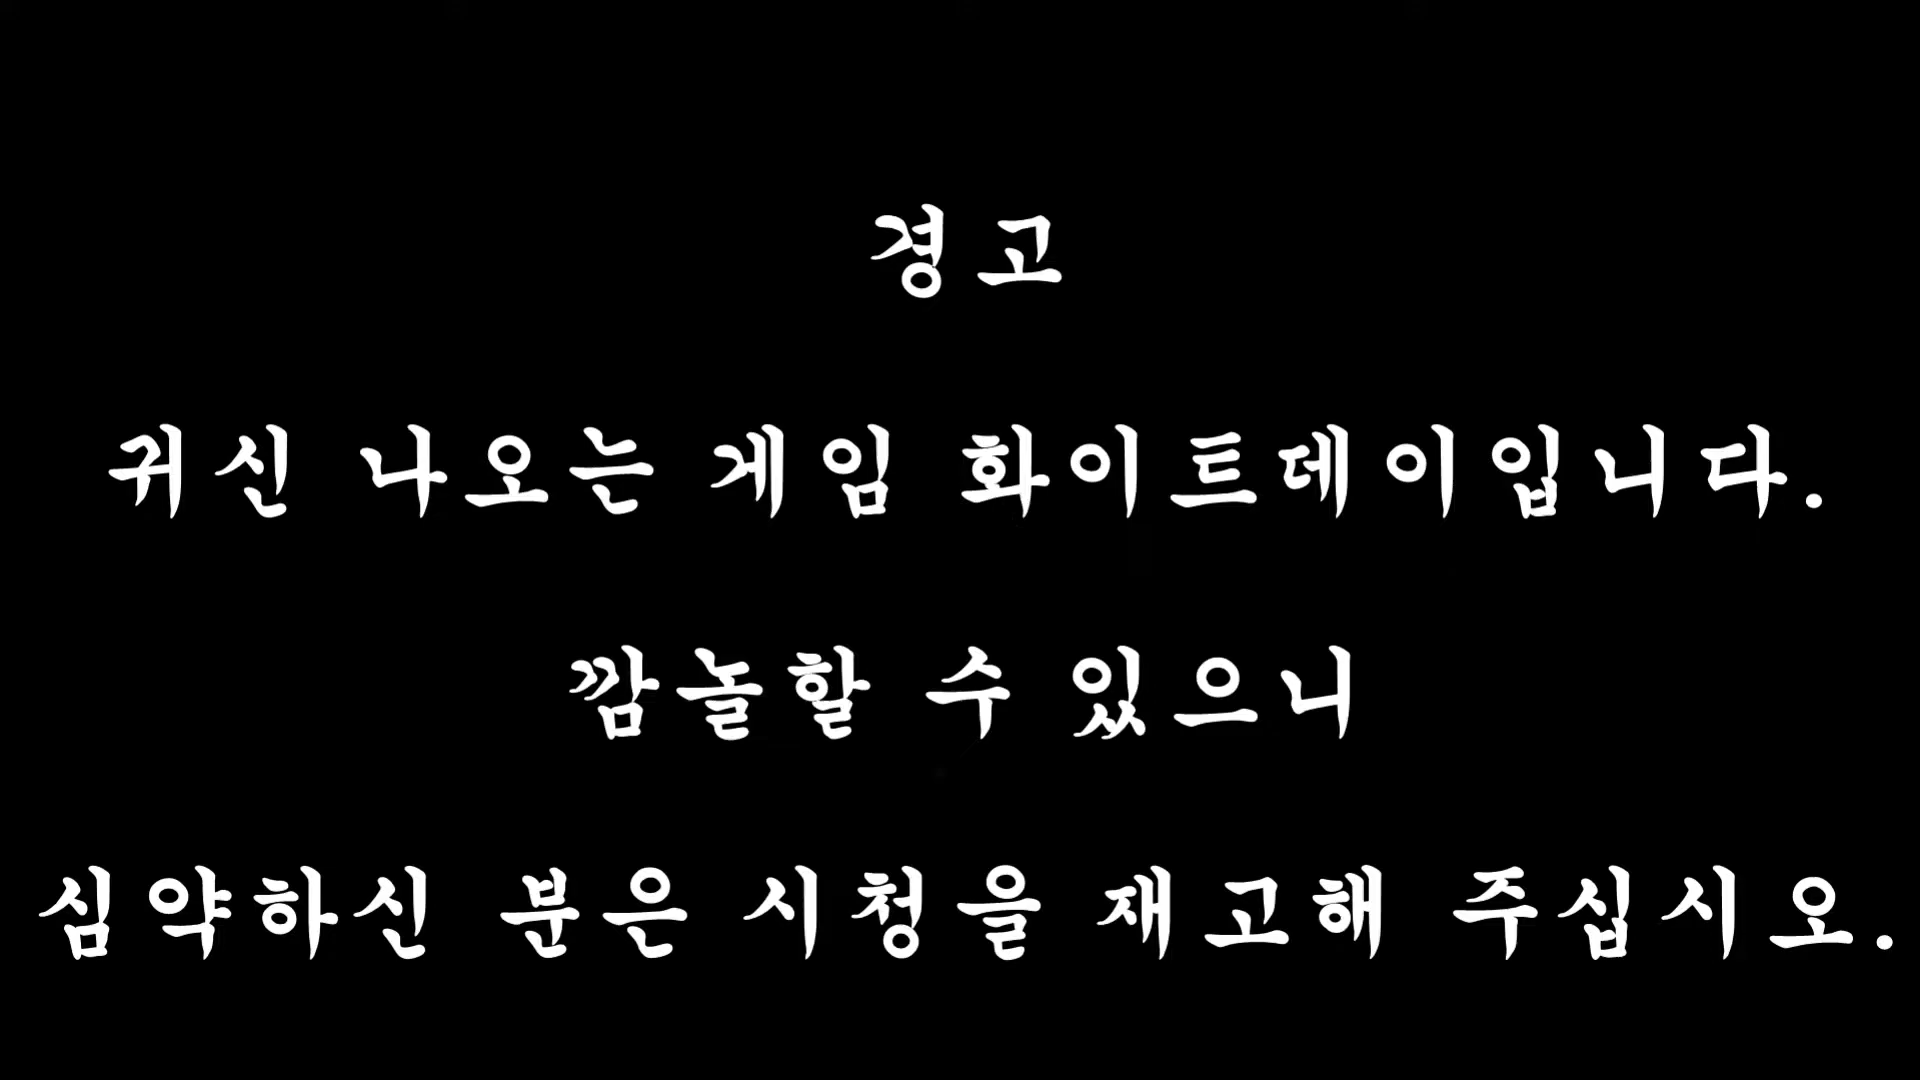 경고
귀신 나오는 게임 화이트데이입니다.
깜놀할 수 있으니
심약하신 분은 시청을 재고해 주십시오.